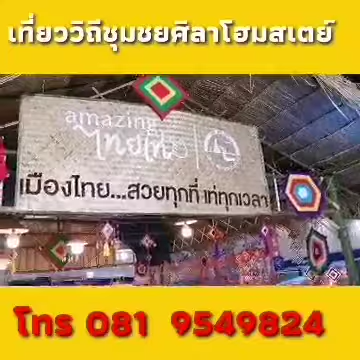 เที่ยววิถีชุมชยศิลาโฮมสเตย์
amazing
ไทยเท่
เมืองไทย...สวยทุกที่ เท่ทุกเวลา
โทร 081 9549824